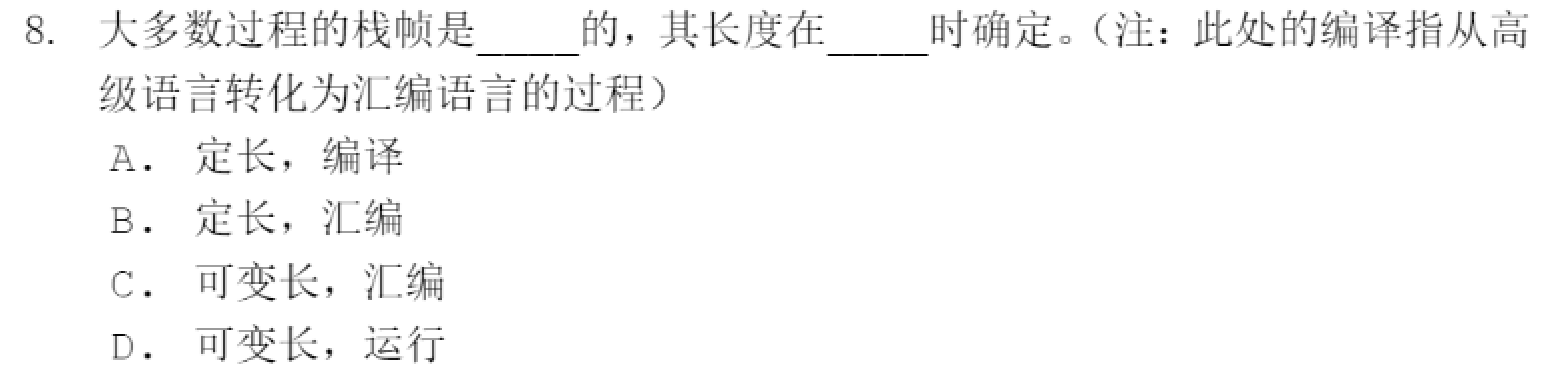 8. 大多数过程的栈帧是____的，其长度在____时确定。（注：此处的编译指从高
级语言转化为汇编语言的过程）
A. 定长，编译
B. 定长，汇编
C. 可变长，汇编
D. 可变长，运行